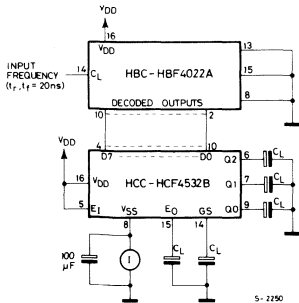 VDD
16
VDD
13
INPUT
FREQUENCY
(tr, tf = 20ns)
14
CL
HBC-HBF4022A
15
8
DECODED OUTPUTS
10
2
VDD
4
10
D7
D0
16
VDD
HCC-HCF4532B
Q2
6
CL
Q1
7
CL
Q0
9
CL
5
EI
VSS
EO
GS
8
15
14
100
µF
I
CL
CL
S-2250